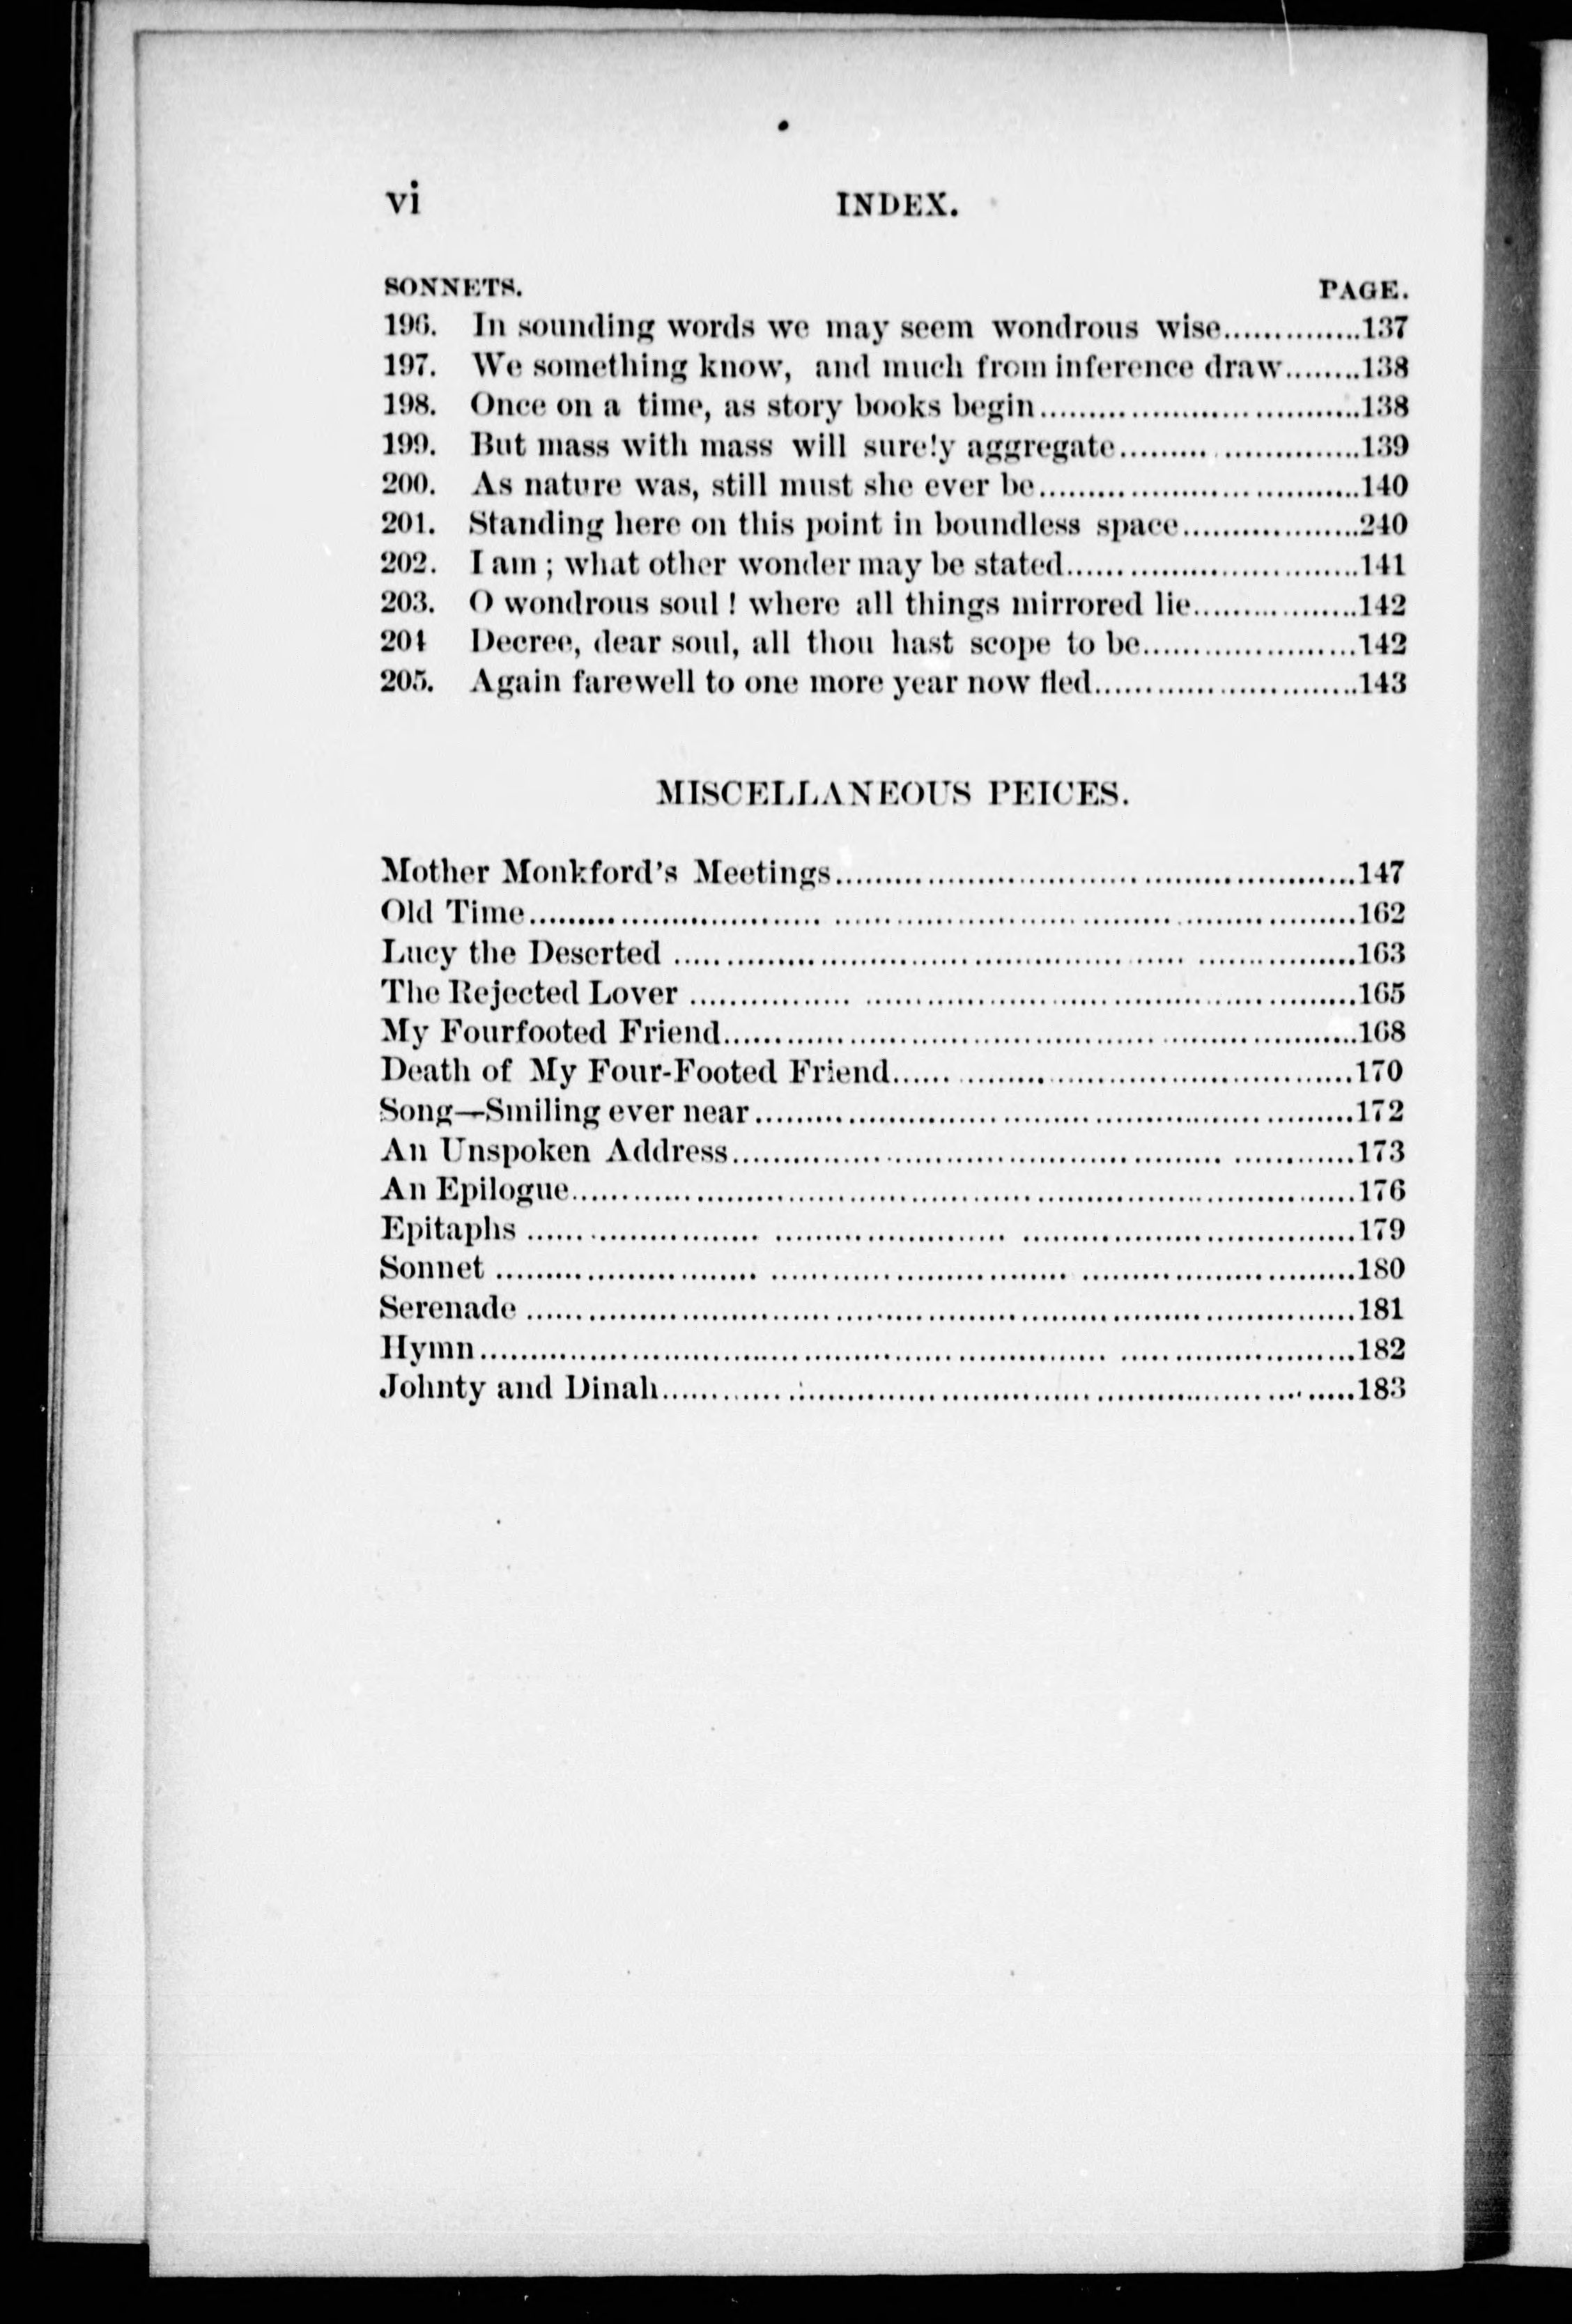 vi INDEX.
SONNETS. PAGE.
196. In sounding words we may seem wondrous wise..............137
197. We something know, and much from inference draw........138
198. Once on a time, as story books begin................................138
199. But mass with mass will surely aggregate........................139
200. As nature was, still must she ever be................................140
201. Standing here on this point in boundless space..................240
202. I am ; what other wonder may be stated.............................141
203. O wondrous soul ! where all things mirrored lie.................142
204 Decree, dear soul, all thou hast scope to be......................142
205. Again farewell to one more year now fled...........................143
MISCELLANEOUS PEICES.
Mother Monkford's Meetings....................................................147
Old Time..................................................................................162
Lucy the Deserted ...................................................................163
The Rejected Lover .................................................................165
My Fourfooted Friend...............................................................168
Death of My Four-Footed Friend..............................................170
Song—Smiling ever near............................................................172
An Unspoken Address..............................................................173
An Epilogue..............................................................................176
Epitaphs ..................................................................................179
Sonnet .....................................................................................180
Serenade ..................................................................................181
Hymn.......................................................................................182
Johnty and Dinah.....................................................................183